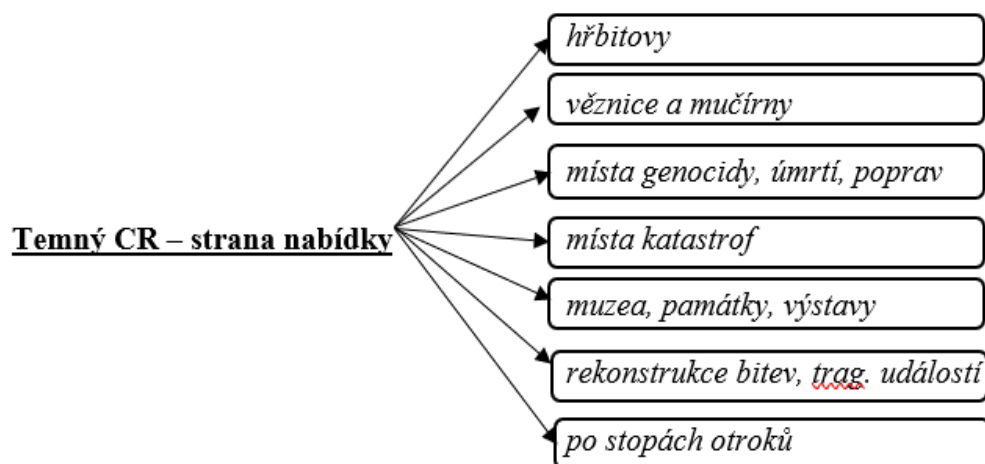 hřbitovy
věznice a mučírny
místa genocidy, úmrtí, poprav
Temný CR – strana nabídky
místa katastrof
muzea, památky, výstavy
rekonstrukce bitev, trag. událostí
po stopách otroků